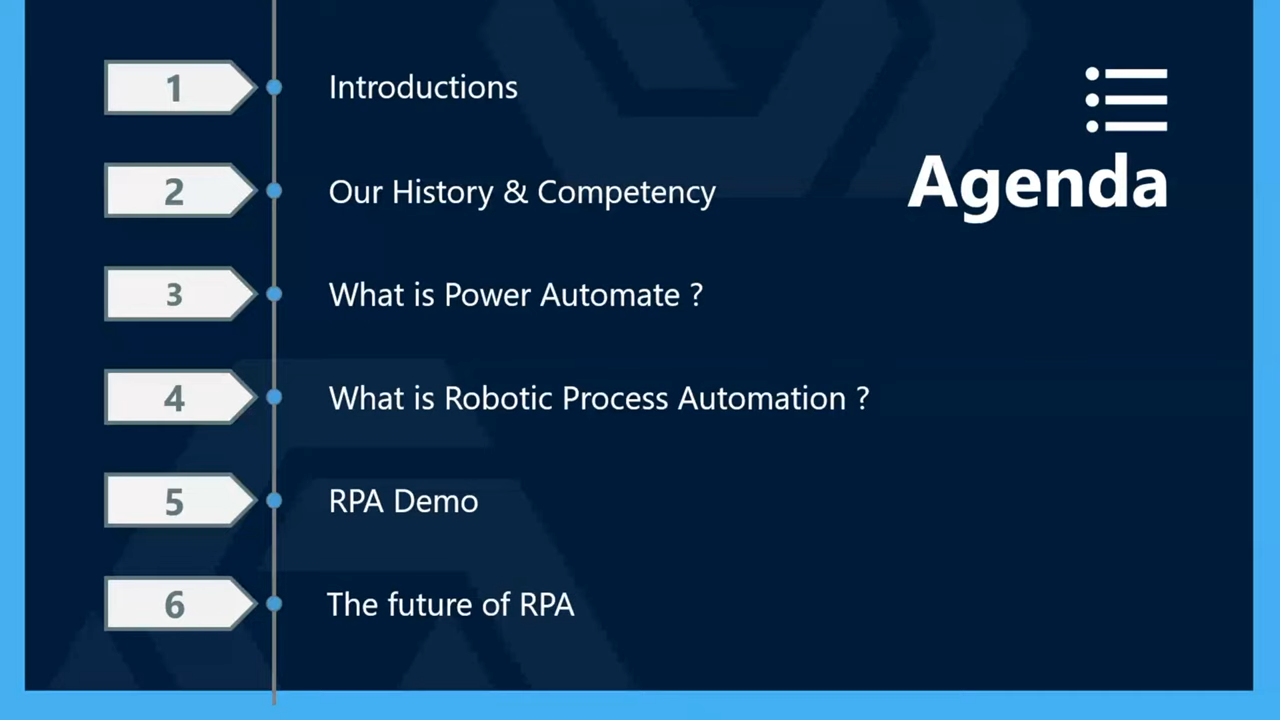 Agenda
1 Introductions
2 Our History & Competency
3 What is Power Automate ?
4 What is Robotic Process Automation ?
5 RPA Demo
6 The future of RPA